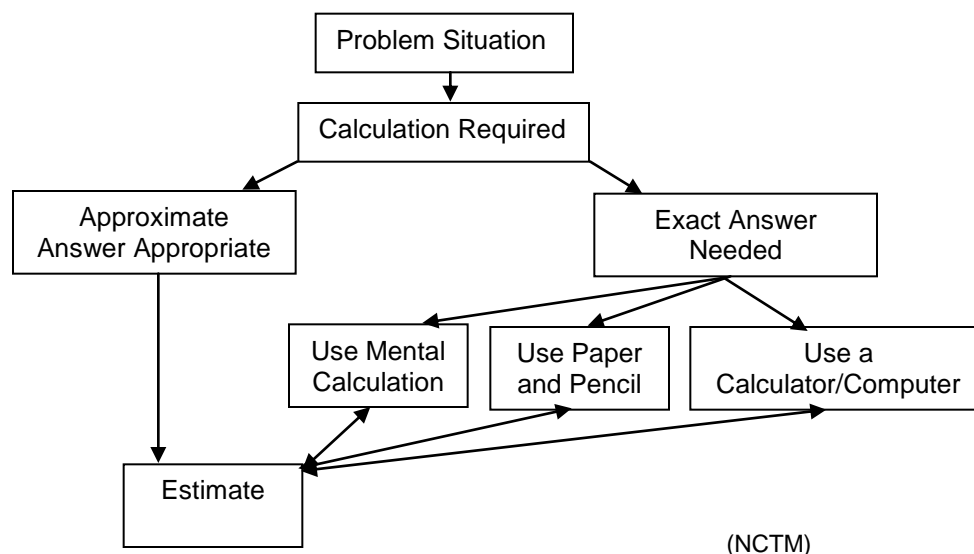 Problem Situation
Calculation Required
Approximate
Answer Appropriate
Exact Answer
Needed
Use Mental
Calculation
Use Paper
and Pencil
Use a
Calculator/Computer
Estimate
(NCTM)